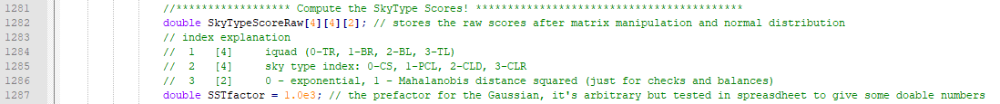 1281 //****************** Compute the SkyType Scores! ******************************************
1282 double SkyTypeScoreRaw[4][4][2]; // stores the raw scores after matrix manipulation and normal distribution
1283 // index explanation
1284 // 1 [4] iquad (0-TR, 1-BR, 2-BL, 3-TL)
1285 // 2 [4] sky type index: 0-CS, 1-PCL, 2-CLD, 3-CLR
1286 // 3 [2] 0 - exponential, 1 - Mahalanobis distance squared (just for checks and balances)
1287 double SSTfactor = 1.0e3; // the prefactor for the Gaussian, it's arbitrary but tested in spreasdheet to give some doable numbers